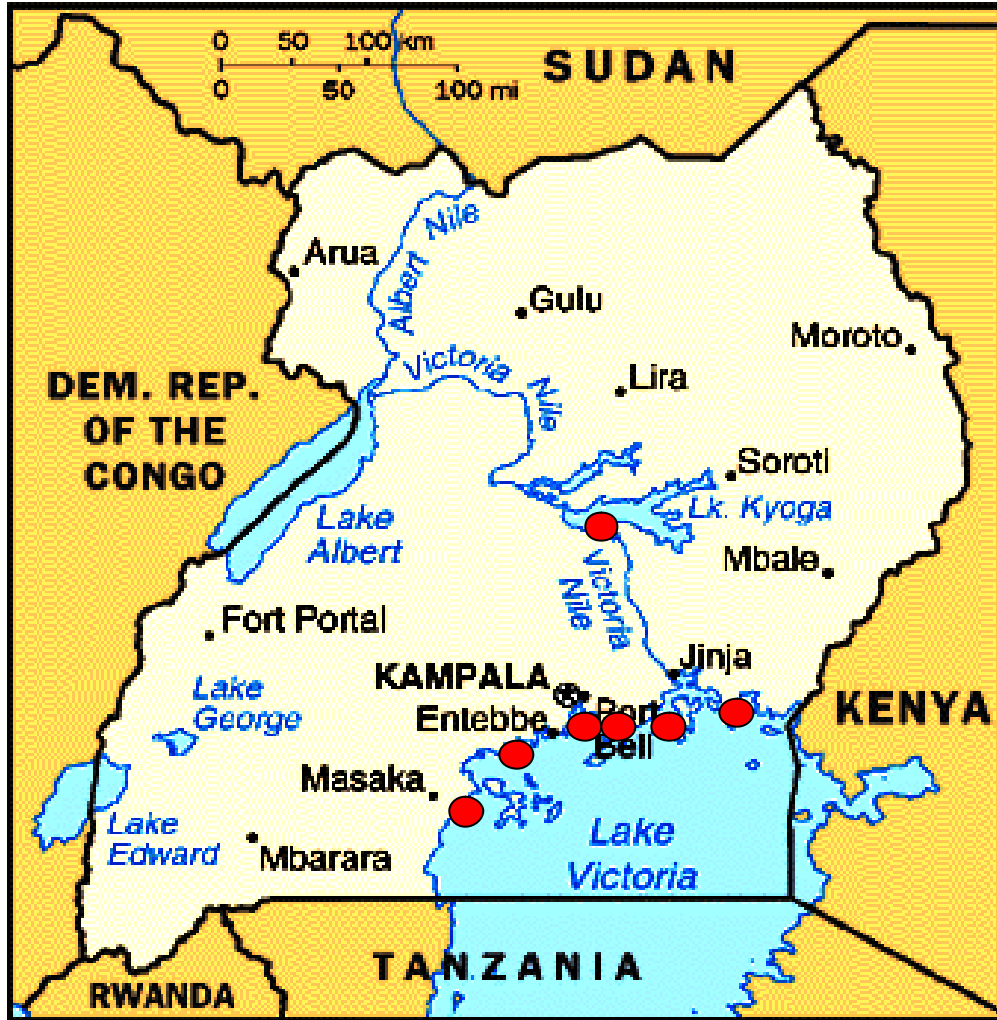 0 50 100 km
0 50 100 mi
SUDAN
Albert Nile
Arua
Gulu
Moroto
Victoria Nile
Lira
DEM. REP.
OF THE
CONGO
Soroti
Lk. Kyoga
Lake
Albert
Mbale
Victoria
Nile
Fort Portal
Jinja
KAMPALA
Lake
George
Port
Bell
Entebbe
KENYA
Masaka
Lake
Edward
Mbarara
Lake
Victoria
TANZANIA
RWANDA